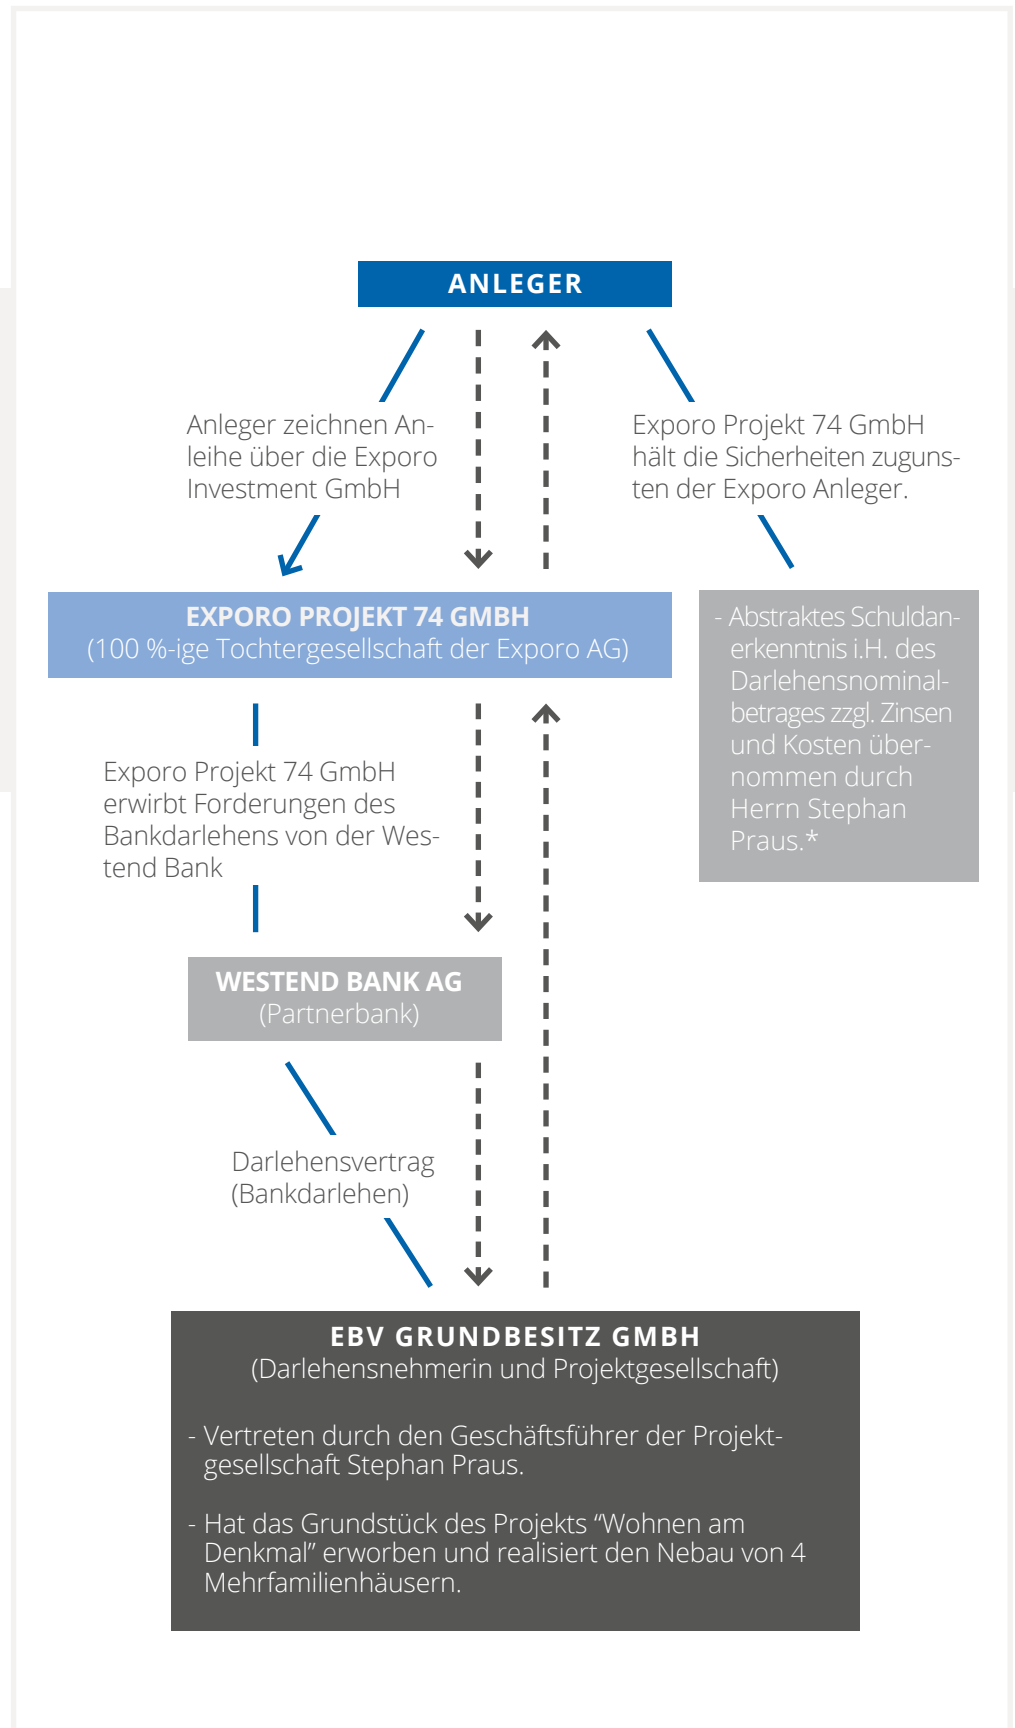 ANLEGER
Anleger zeichnen An-
leihe über die Exporo
Investment GmbH
Exporo Projekt 74 GmbH
hält die Sicherheiten zuguns-
ten der Exporo Anleger.
EXPORO PROJEKT 74 GMBH
(100 %-ige Tochtergesellschaft der Exporo AG)
- Abstraktes Schuldan-
erkenntnis i.H. des
Darlehensnominal-
betrages zzgl. Zinsen
und Kosten über-
nommen durch
Herrn Stephan
Praus.*
Exporo Projekt 74 GmbH
erwirbt Forderungen des
Bankdarlehens von der Wes-
tend Bank
WESTEND BANK AG
(Partnerbank)
Darlehensvertrag
(Bankdarlehen)
EBV GRUNDBESITZ GMBH
(Darlehensnehmerin und Projektgesellschaft)
- Vertreten durch den Geschäftsführer der Projekt-
gesellschaft Stephan Praus.
- Hat das Grundstück des Projekts “Wohnen am
Denkmal” erworben und realisiert den Nebau von 4
Mehrfamilienhäusern.